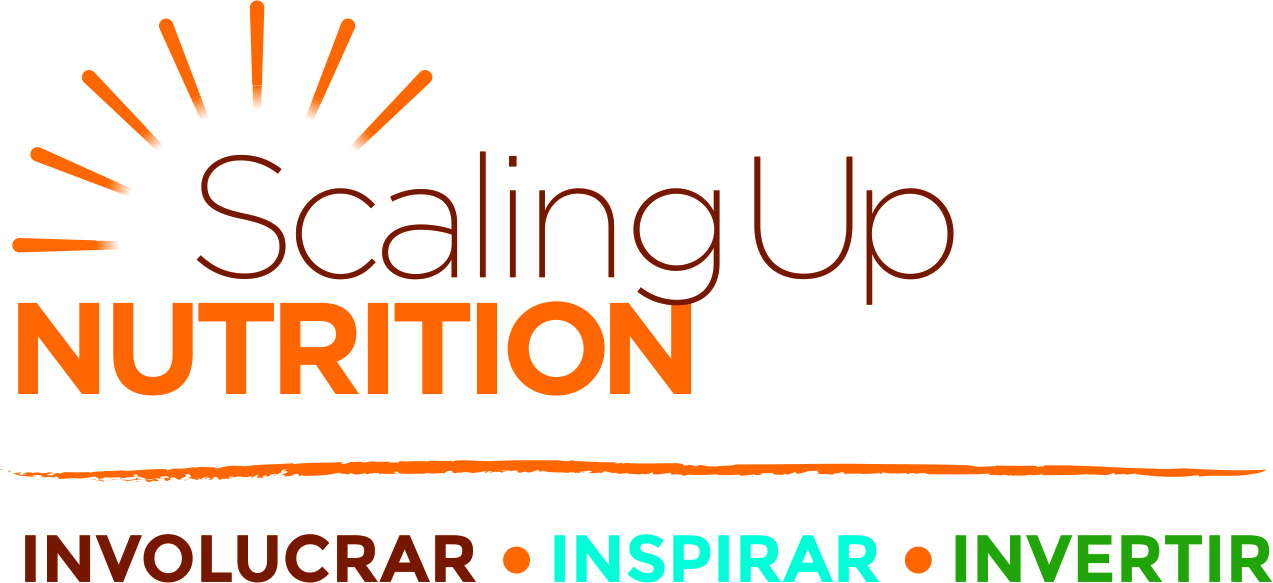 Scaling Up
NUTRITION
INVOLUCRAR • INSPIRAR • INVERTIR